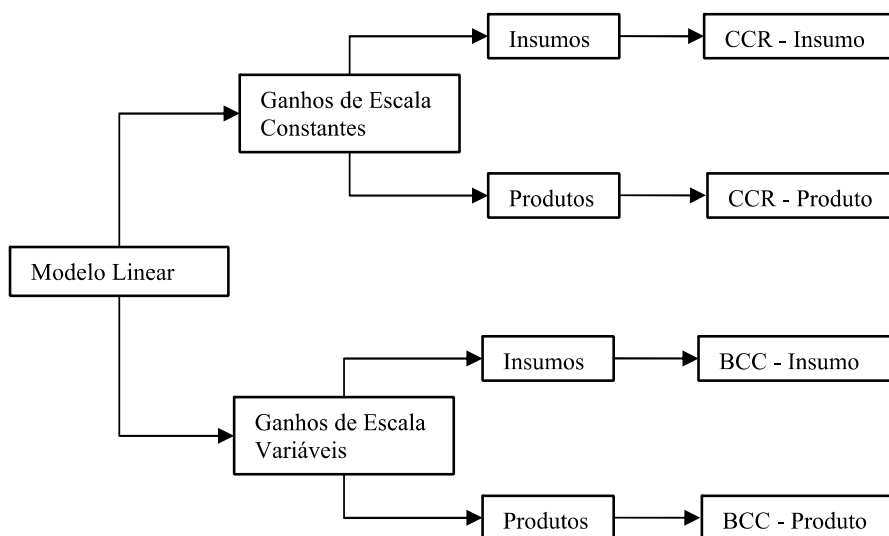 Insumos
CCR - Insumo
Ganhos de Escala
Constantes
Produtos
CCR - Produto
Modelo Linear
Insumos
BCC - Insumo
Ganhos de Escala
Variáveis
Produtos
BCC - Produto